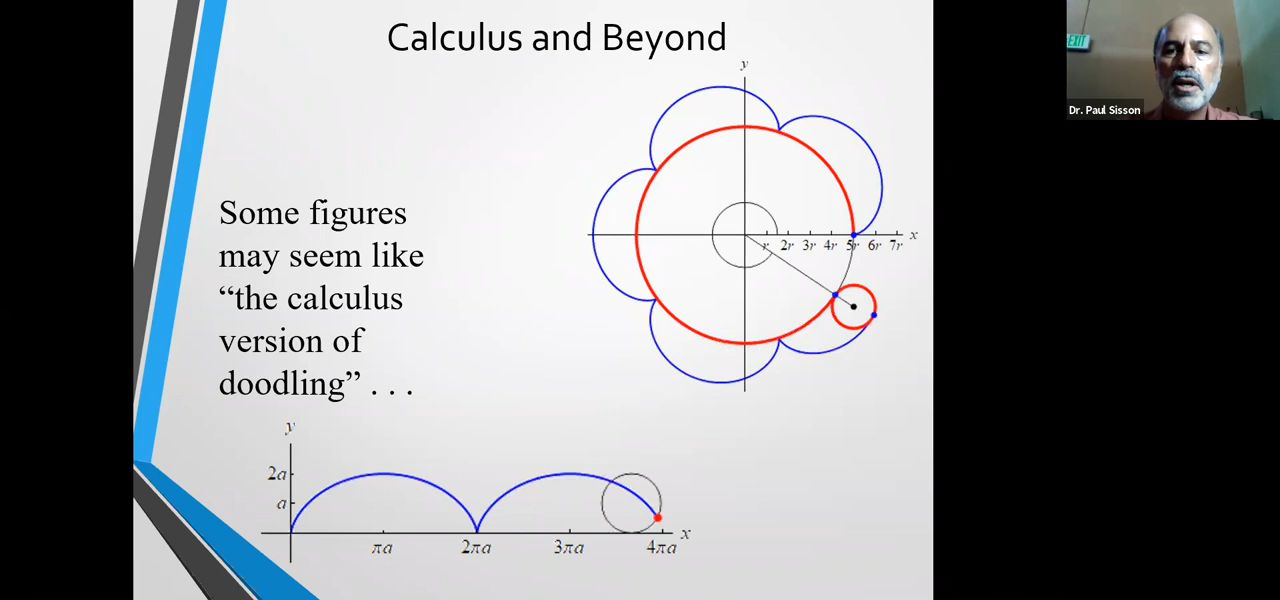 Calculus and Beyond
EXIT
Dr. Paul Sisson
y
r 2r 3r 4r 5r 6r 7r x
Some figures
may seem like
“the calculus
version of
doodling” . . .
y
2a
a
πa 2πa 3πa 4πa x